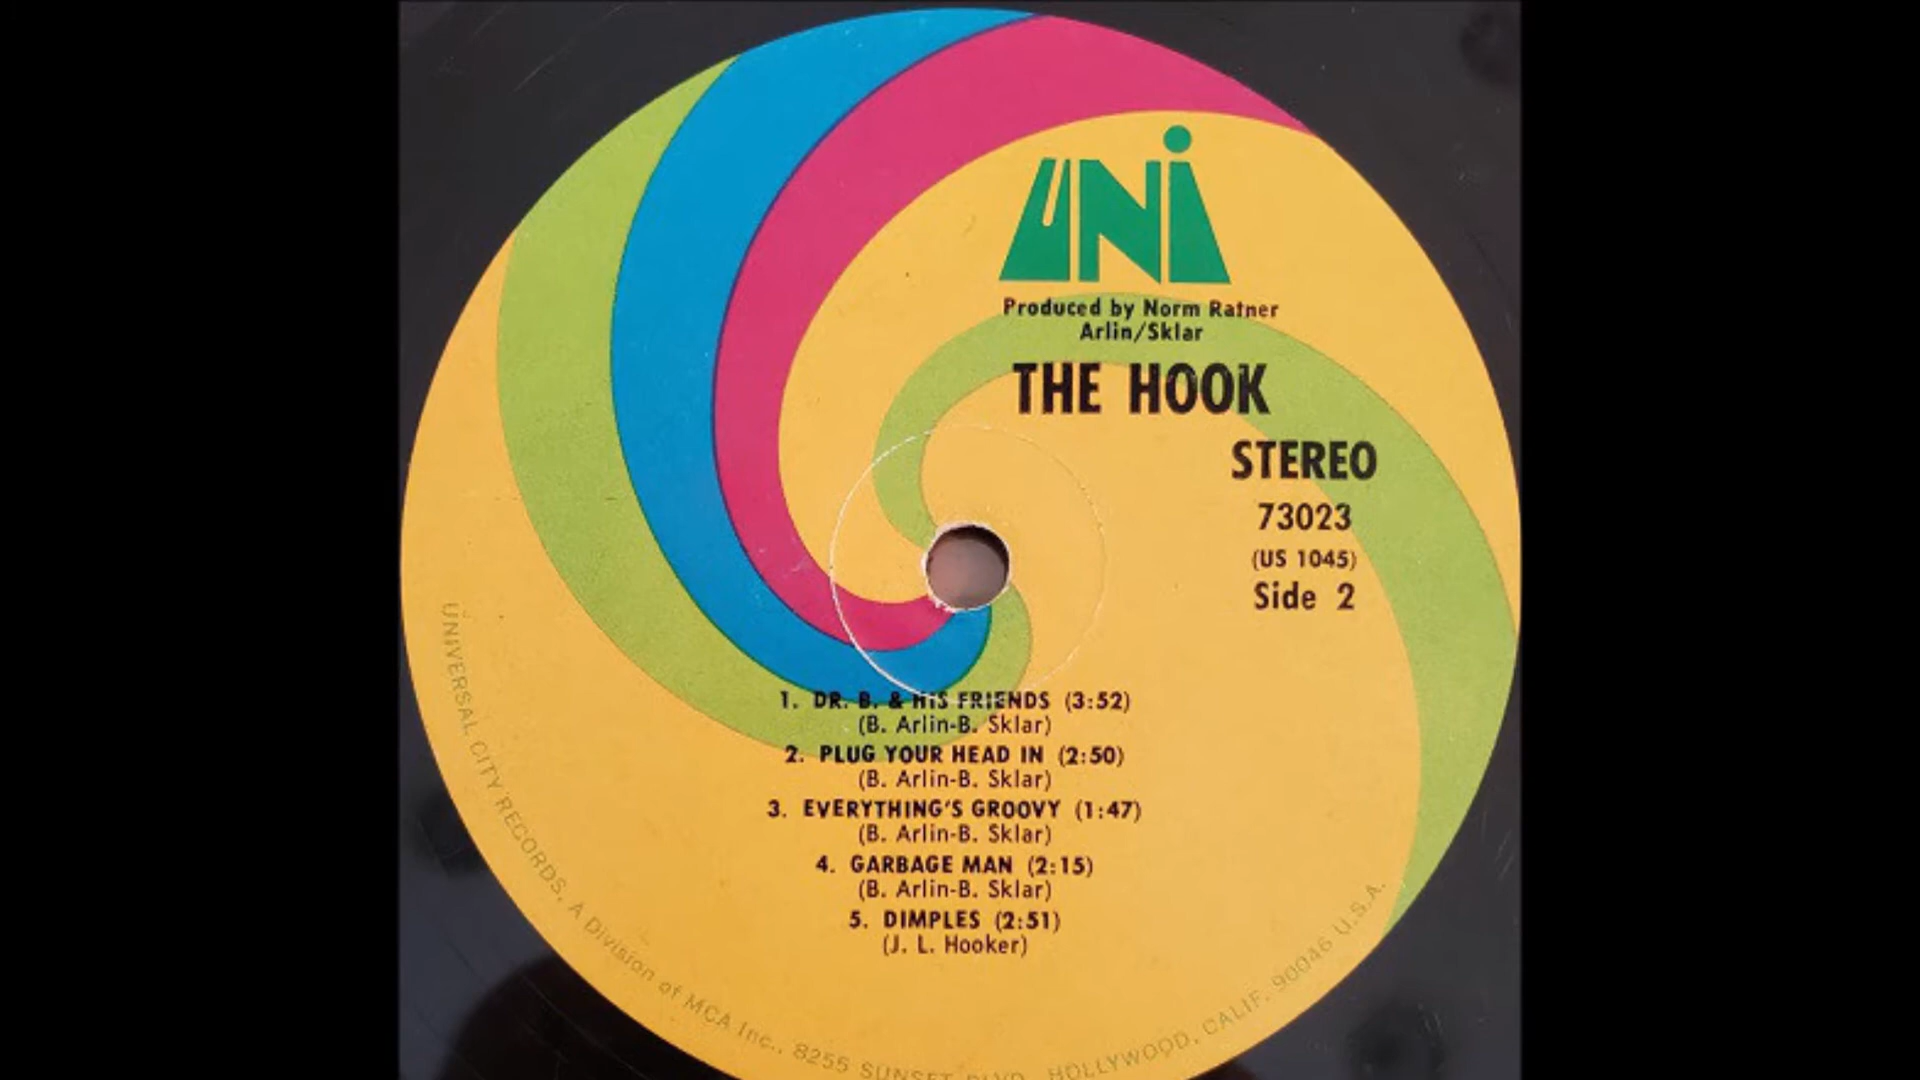 UNi
Produced by Norm Ratner
Arlin/Sklar
THE HOOK
STEREO
73023
(US 1045)
Side 2
1. DR. B. & HIS FRIENDS (3:52)
(B. Arlin-B. Sklar)
2. PLUG YOUR HEAD IN (2:50)
(B. Arlin-B. Sklar)
3. EVERYTHING'S GROOVY (1:47)
(B. Arlin-B. Sklar)
4. GARBAGE MAN (2:15)
(B. Arlin-B. Sklar)
5. DIMPLES (2:51)
(J. L. Hooker)
UNIVERSAL CITY RECORDS, A Division of MCA Inc., 8255 SUNSET BLVD., HOLLYWOOD, CALIF. 90046 U.S.A.